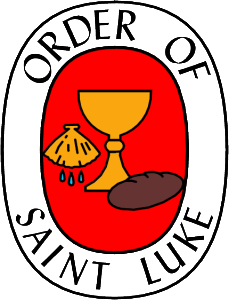 ORDER OF
SAINT LUKE